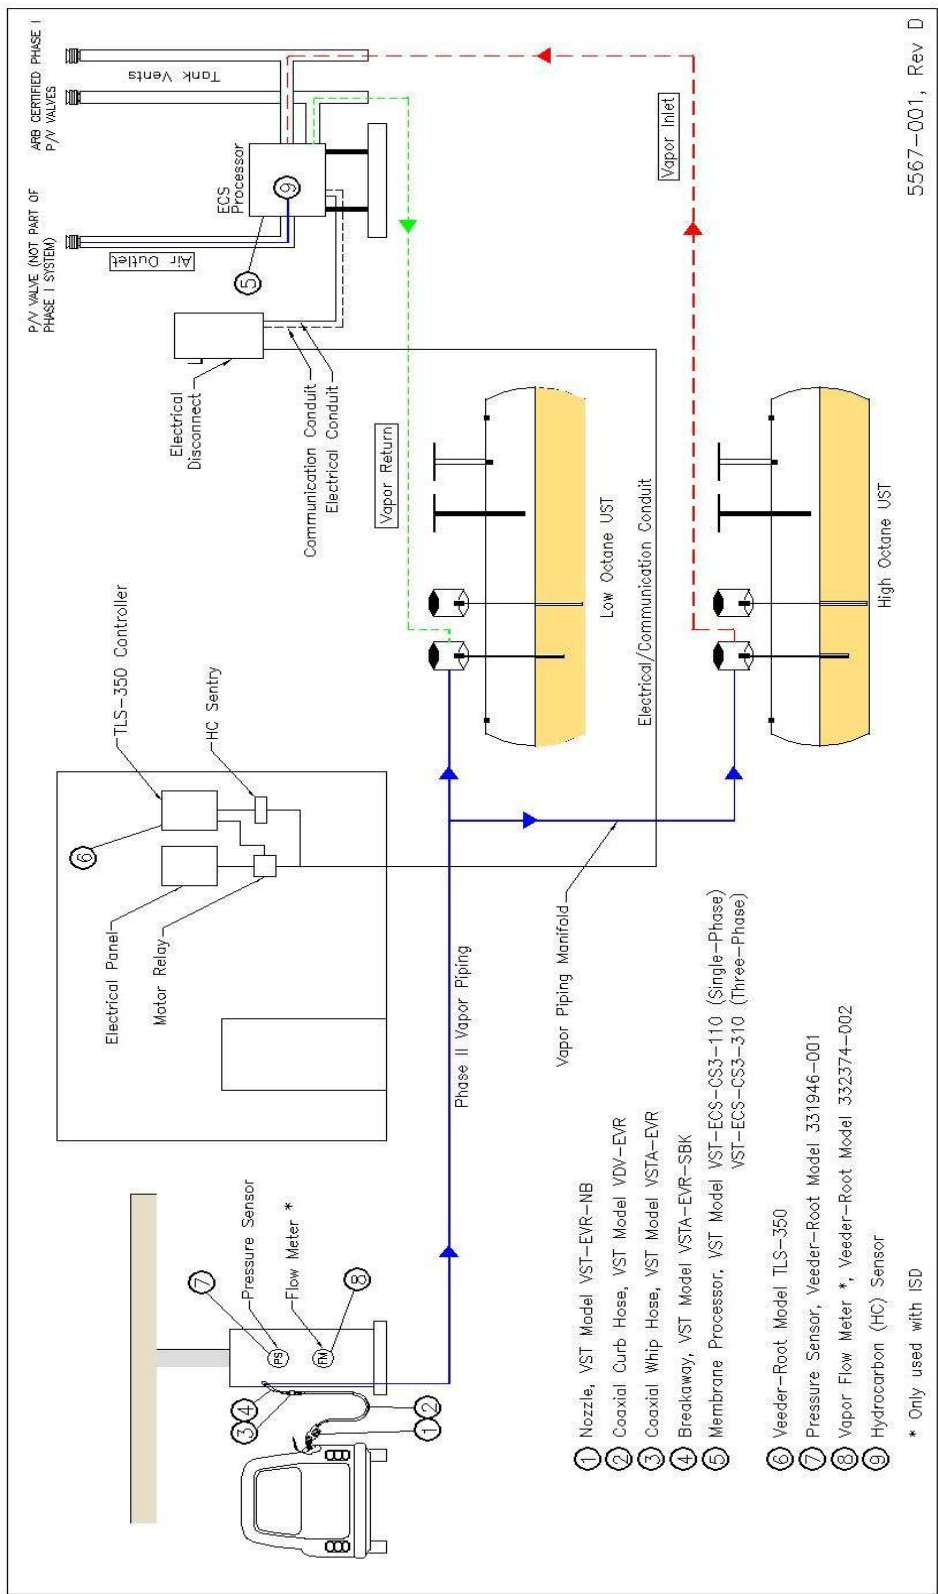 P/V VALVE (NOT PART OF
PHASE I SYSTEM)
ARB CERTIFIED PHASE I
P/V VALVES
Tank Vents
Air Outlet
ECS
Processor
9
5
Electrical
Disconnect
Communication Conduit
Electrical Conduit
Vapor Return
Vapor Inlet
TLS-350 Controller
HC Sentry
6
Electrical Panel
Motor Relay
Low Octane UST
Electrical/Communication Conduit
High Octane UST
Phase II Vapor Piping
Vapor Piping Manifold
7
Pressure Sensor
PS
Flow Meter *
FM
8
3
4
1
2
1 Nozzle, VST Model VST-EVR-NB
2 Coaxial Curb Hose, VST Model VDV-EVR
3 Coaxial Whip Hose, VST Model VSTA-EVR
4 Breakaway, VST Model VSTA-EVR-SBK
5 Membrane Processor, VST Model VST-ECS-CS3-110 (Single-Phase)
VST-ECS-CS3-310 (Three-Phase)
6 Veeder-Root Model TLS-350
7 Pressure Sensor, Veeder-Root Model 331946-001
8 Vapor Flow Meter *, Veeder-Root Model 332374-002
9 Hydrocarbon (HC) Sensor
* Only used with ISD
5567-001, Rev D